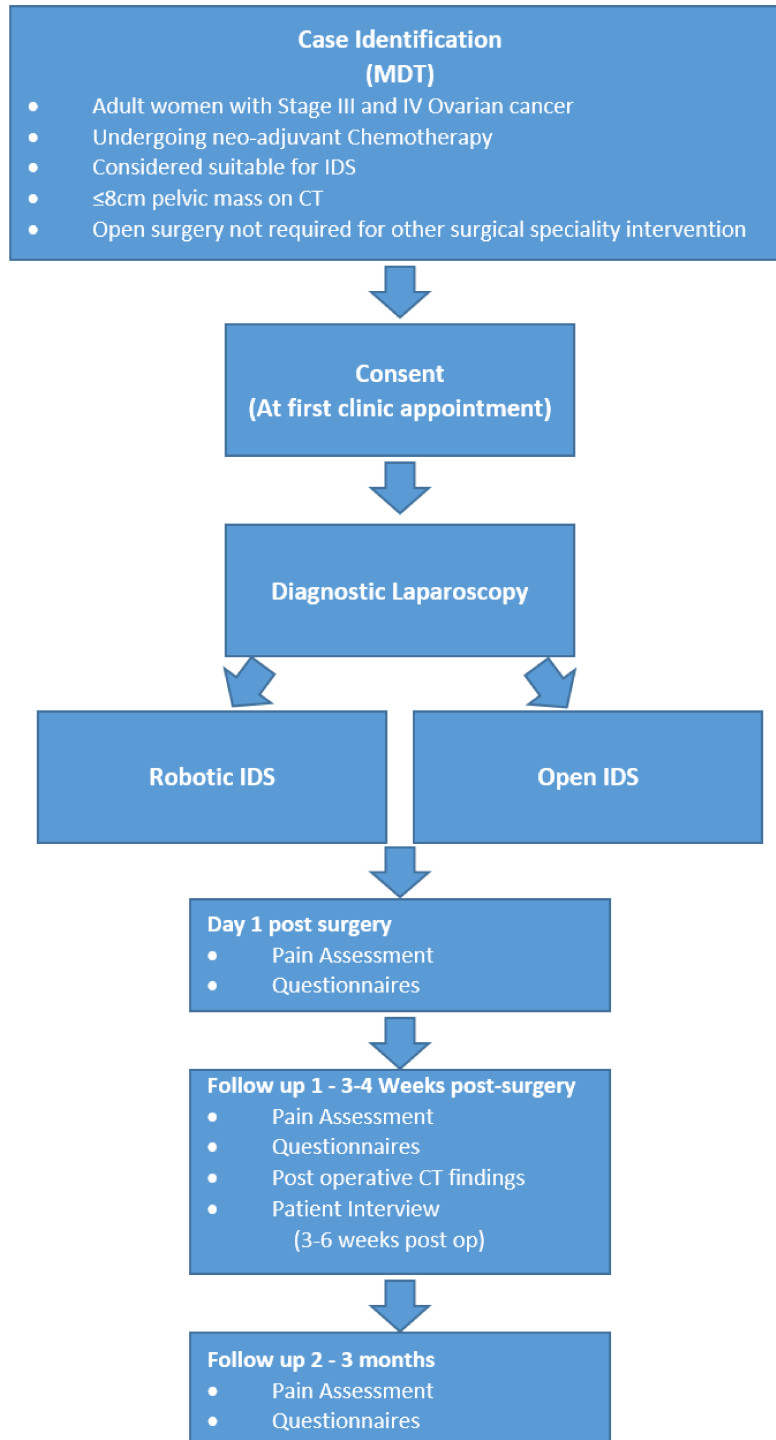 Case Identification
(MDT)
• Adult women with Stage III and IV Ovarian cancer
• Undergoing neo-adjuvant Chemotherapy
• Considered suitable for IDS
• ≤8cm pelvic mass on CT
• Open surgery not required for other surgical speciality intervention
Consent
(At first clinic appointment)
Diagnostic Laparoscopy
Robotic IDS
Open IDS
Day 1 post surgery
• Pain Assessment
• Questionnaires
Follow up 1 - 3-4 Weeks post-surgery
• Pain Assessment
• Questionnaires
• Post operative CT findings
• Patient Interview
(3-6 weeks post op)
Follow up 2 - 3 months
• Pain Assessment
• Questionnaires